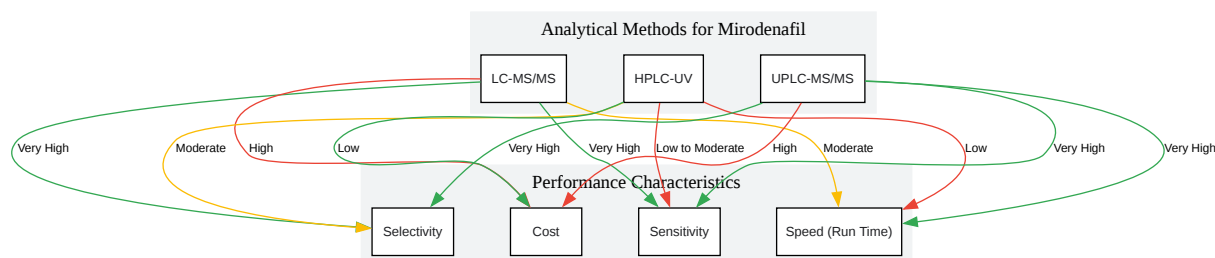 Analytical Methods for Mirodenafil
LC-MS/MS
HPLC-UV
UPLC-MS/MS
Very High
Moderate
High
Low
Very High
Very High
Low to Moderate
High
Moderate
Low
Very High
Very High
Performance Characteristics
Selectivity
Cost
Sensitivity
Speed (Run Time)